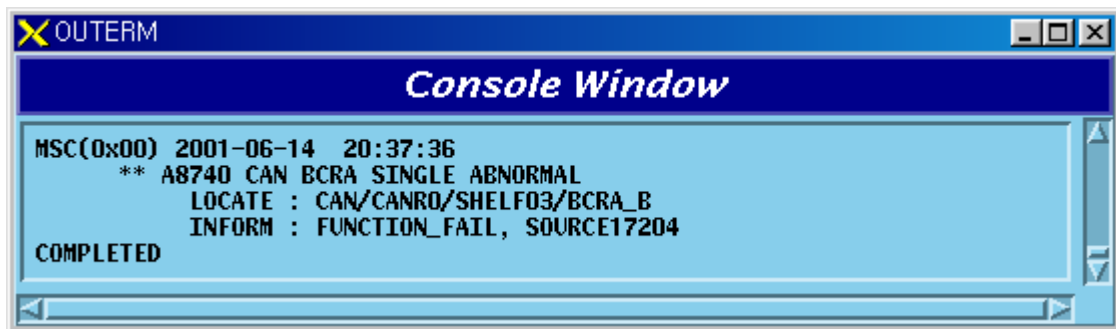 OUTERM
Console Window
MSC(0x00) 2001-06-14 20:37:36
** A8740 CAN BCRA SINGLE ABNORMAL
LOCATE : CAN/CANR0/SHELF03/BCRA_B
INFORM : FUNCTION_FAIL, SOURCE17204
COMPLETED